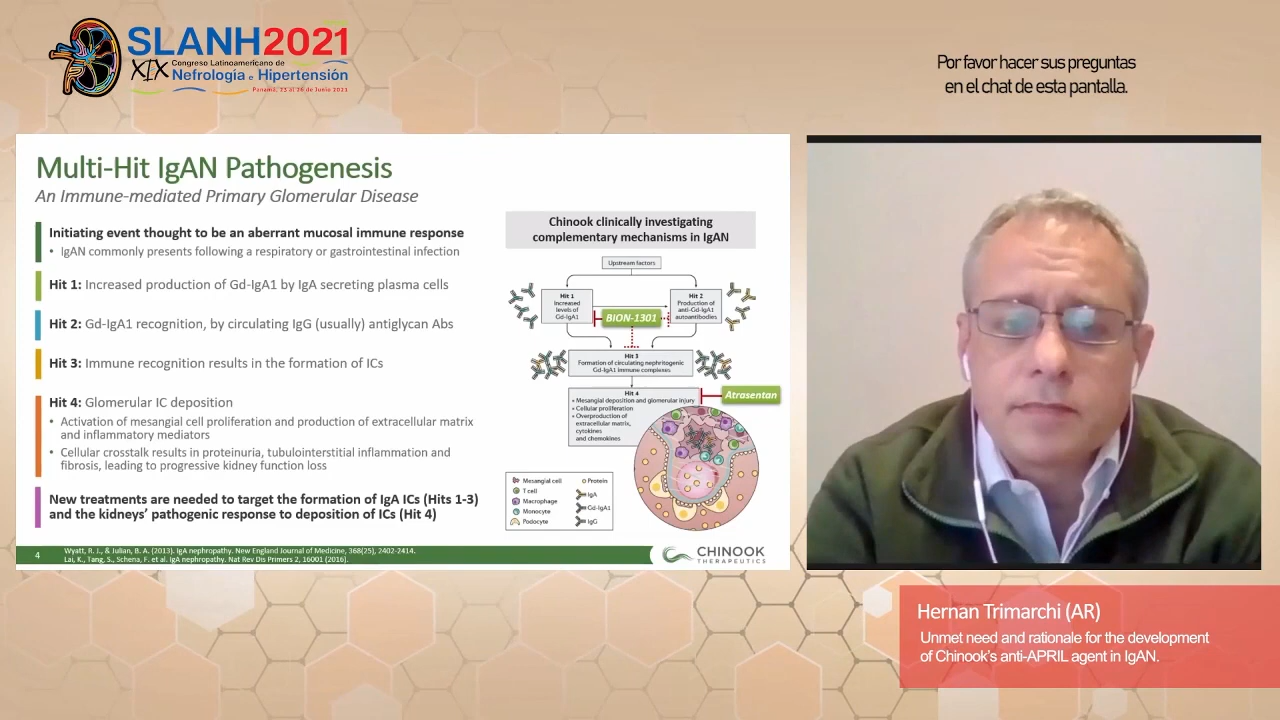 SLANH2021
XIX Congreso Latinoamericano de
Nefrología e Hipertensión
Panamá, 23 al 26 de Junio 2021
Por favor hacer sus preguntas
en el chat de esta pantalla.
Multi-Hit IgAN Pathogenesis
An Immune-mediated Primary Glomerular Disease
Initiating event thought to be an aberrant mucosal immune response
• IgAN commonly presents following a respiratory or gastrointestinal infection
Hit 1: Increased production of Gd-IgA1 by IgA secreting plasma cells
Hit 2: Gd-IgA1 recognition, by circulating IgG (usually) antiglycan Abs
Hit 3: Immune recognition results in the formation of ICs
Hit 4: Glomerular IC deposition
• Activation of mesangial cell proliferation and production of extracellular matrix
and inflammatory mediators
• Cellular crosstalk results in proteinuria, tubulointerstitial inflammation and
fibrosis, leading to progressive kidney function loss
New treatments are needed to target the formation of IgA ICs (Hits 1-3)
and the kidneys' pathogenic response to deposition of ICs (Hit 4)
Chinook clinically investigating
complementary mechanisms in IgAN
Upstream factors
Hit 1
Increased
levels of
Gd-IgA1
BION-1301
Hit 2
Production of
anti-Gd-IgA1
autoantibodies
Hit 3
Formation of circulating nephritogenic
Gd-IgA1 immune complexes
Hit 4
• Mesangial deposition and glomerular injury
• Cellular proliferation
• Overproduction of
extracellular matrix,
cytokines
and chemokines
Atrasentan
Mesangial cell
T cell
Macrophage
Monocyte
Podocyte
Protein
IgA
Gd-IgA1
IgG
4
Wyatt, R. J., & Julian, B. A. (2013). IgA nephropathy. New England Journal of Medicine, 368(25), 2402-2414.
Lai, K., Tang, S., Schena, F. et al. IgA nephropathy. Nat Rev Dis Primers 2, 16001 (2016).
CHINOOK
THERAPEUTICS
Hernan Trimarchi (AR)
Unmet need and rationale for the development
of Chinook's anti-APRIL agent in IgAN.